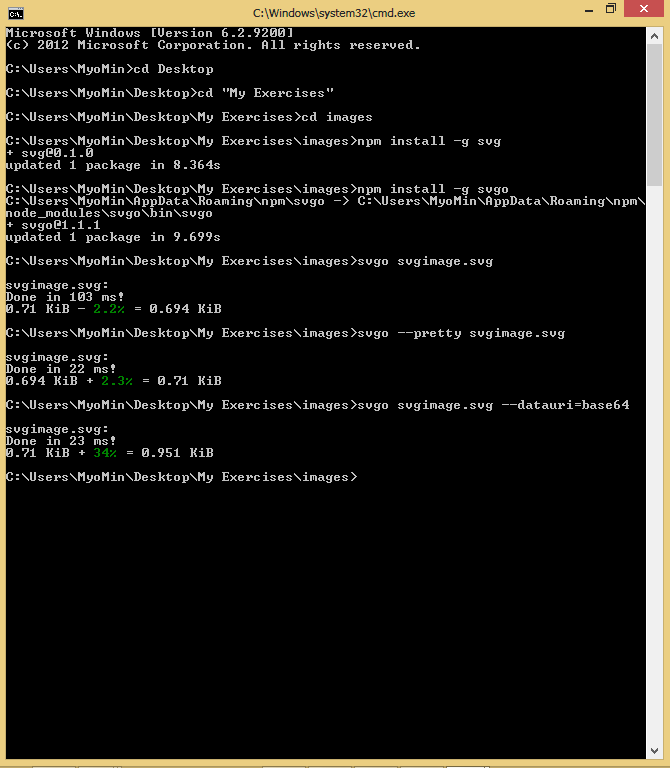 C:\Windows\system32\cmd.exe
Microsoft Windows [Version 6.2.9200]
(c) 2012 Microsoft Corporation. All rights reserved.
C:\Users\MyoMin>cd Desktop
C:\Users\MyoMin\Desktop>cd "My Exercises"
C:\Users\MyoMin\Desktop\My Exercises>cd images
C:\Users\MyoMin\Desktop\My Exercises\images>npm install -g svg
+ svg@0.1.0
updated 1 package in 8.364s
C:\Users\MyoMin\Desktop\My Exercises\images>npm install -g svgo
C:\Users\MyoMin\AppData\Roaming\npm\svgo -> C:\Users\MyoMin\AppData\Roaming\npm\
node_modules\svgo\bin\svgo
+ svgo@1.1.1
updated 1 package in 9.699s
C:\Users\MyoMin\Desktop\My Exercises\images>svgo svgimage.svg
svgimage.svg:
Done in 103 ms!
0.71 KiB - 2.2% = 0.694 KiB
C:\Users\MyoMin\Desktop\My Exercises\images>svgo --pretty svgimage.svg
svgimage.svg:
Done in 22 ms!
0.694 KiB + 2.3% = 0.71 KiB
C:\Users\MyoMin\Desktop\My Exercises\images>svgo svgimage.svg --datauri=base64
svgimage.svg:
Done in 23 ms!
0.71 KiB + 34% = 0.951 KiB
C:\Users\MyoMin\Desktop\My Exercises\images>